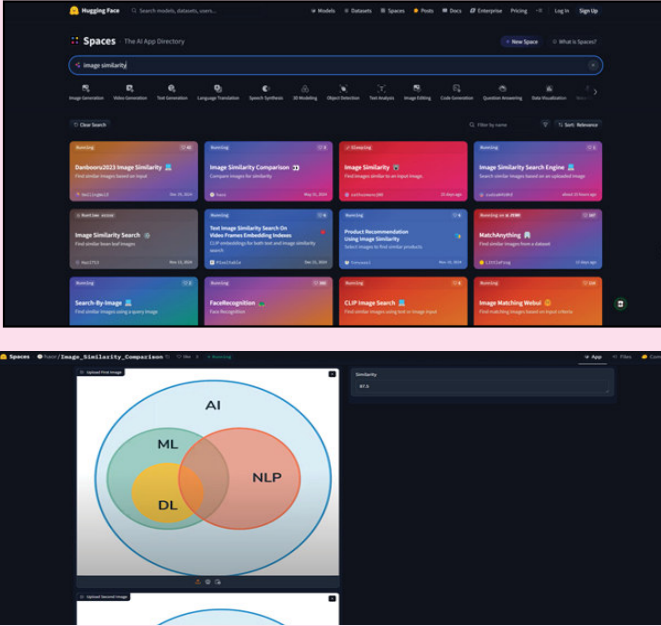 Hugging Face
Search models, datasets, users...
Models
Datasets
Spaces
Posts
Docs
Enterprise
Pricing
Log In
Sign Up
Spaces · The AI App Directory
+ New Space
What is Spaces?
image similarity
Image Generation
Video Generation
Text Generation
Language Translation
Speech Synthesis
3D Modeling
Object Detection
Text Analysis
Image Editing
Code Generation
Question Answering
Data Visualization
Clear Search
Filter by name
Sort: Relevance
Running
Danbooru2023 Image Similarity
Find similar images based on input
Running
Image Similarity Comparison
Compare images for similarity
Sleeping
Image Similarity
Find images similar to an input image.
Running
Image Similarity Search Engine
Search similar images based on an uploaded image
Runtime error
Image Similarity Search
Find similar bean leaf images
Running
Text Image Similarity Search On
Video Frames Embedding Indexes
CLIP embeddings for both text and image similarity
search
Running
Product Recommendation
Using Image Similarity
Select images to find similar products
MatchAnything
Find similar images from a dataset
Running
Search-By-Image
Find similar images using a query image
Running
FaceRecognition
Face Recognition
Running
CLIP Image Search
Find similar images using text or image input
Running
Image Matching Webui
Find matching images based on input criteria
Spaces
Image_Similarity_Comparison
Running
App
Files
Upload First Image
AI
ML
NLP
DL
Similarity
Upload Second Image